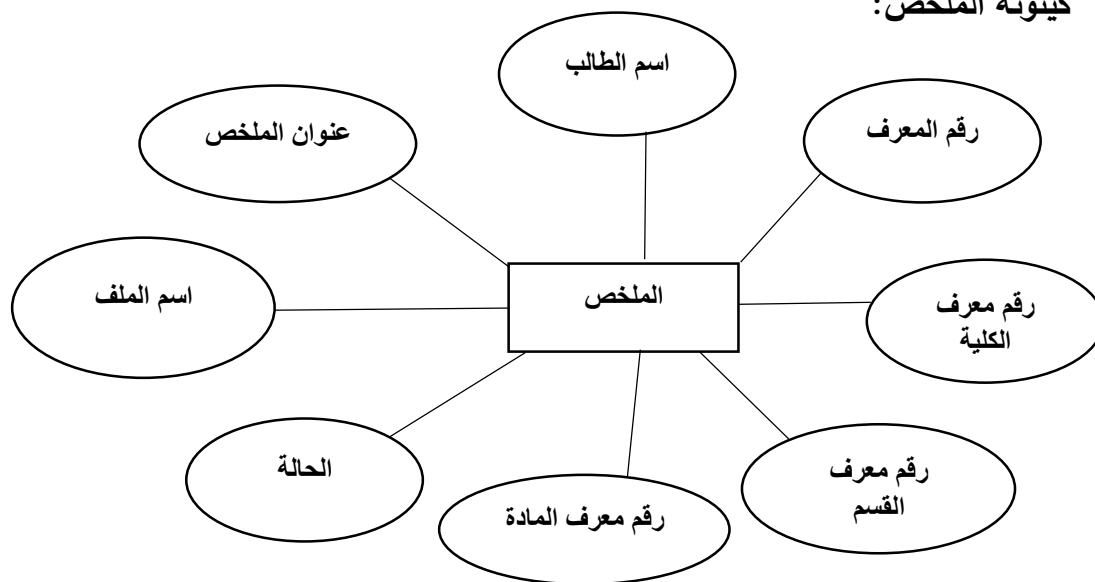 كينونة الملخص:
اسم الطالب
رقم المعرف
عنوان الملخص
اسم الملف
الملخص
رقم معرف
الكلية
الحالة
رقم معرف المادة
رقم معرف
القسم